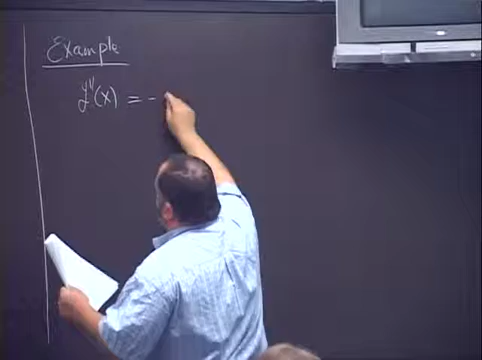 Example
y''(x) = -